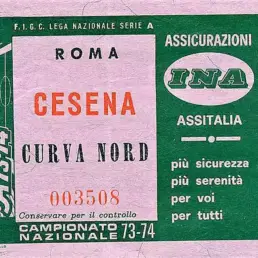 F.I.G.C. LEGA NAZIONALE SERIE A
ROMA
CESENA
CURVA NORD
003508
Conservare per il controllo
CAMPIONATO
NAZIONALE 73-74
ASSICURAZIONI
INA
ASSITALIA
più sicurezza
più serenità
per voi
per tutti